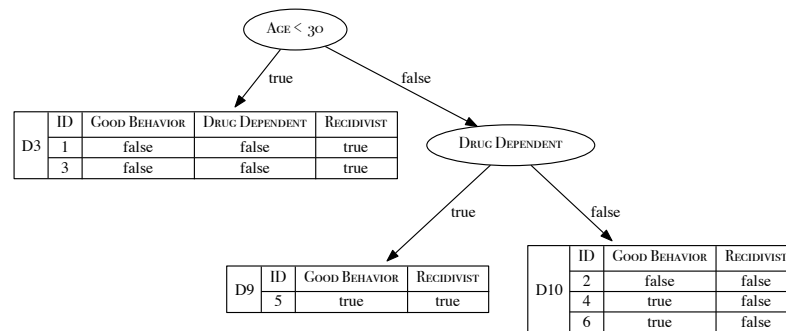 Age < 30
true
false
ID Good Behavior Drug Dependent Recidivist
D3
1 false false true
3 false false true
Drug Dependent
true
false
ID Good Behavior Recidivist
D9
5 true true
ID Good Behavior Recidivist
2 false false
D10
4 true false
6 true false